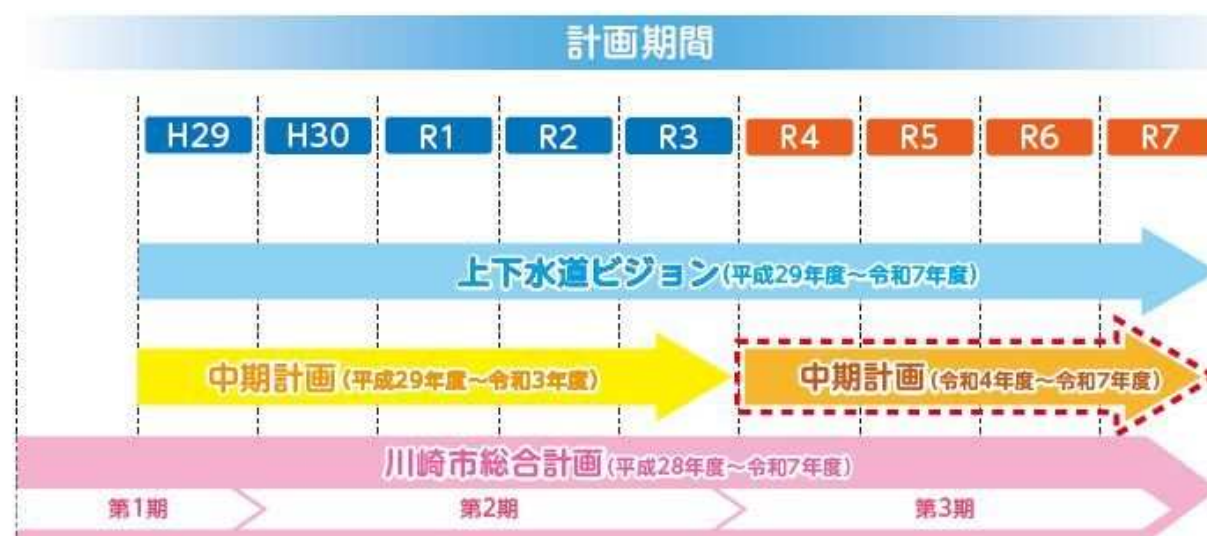 計画期間
H29 H30 R1 R2 R3 R4 R5 R6 R7
上下水道ビジョン(平成29年度～令和7年度)
中期計画(平成29年度～令和3年度) 中期計画(令和4年度～令和7年度)
川崎市総合計画(平成28年度～令和7年度)
第1期 第2期 第3期